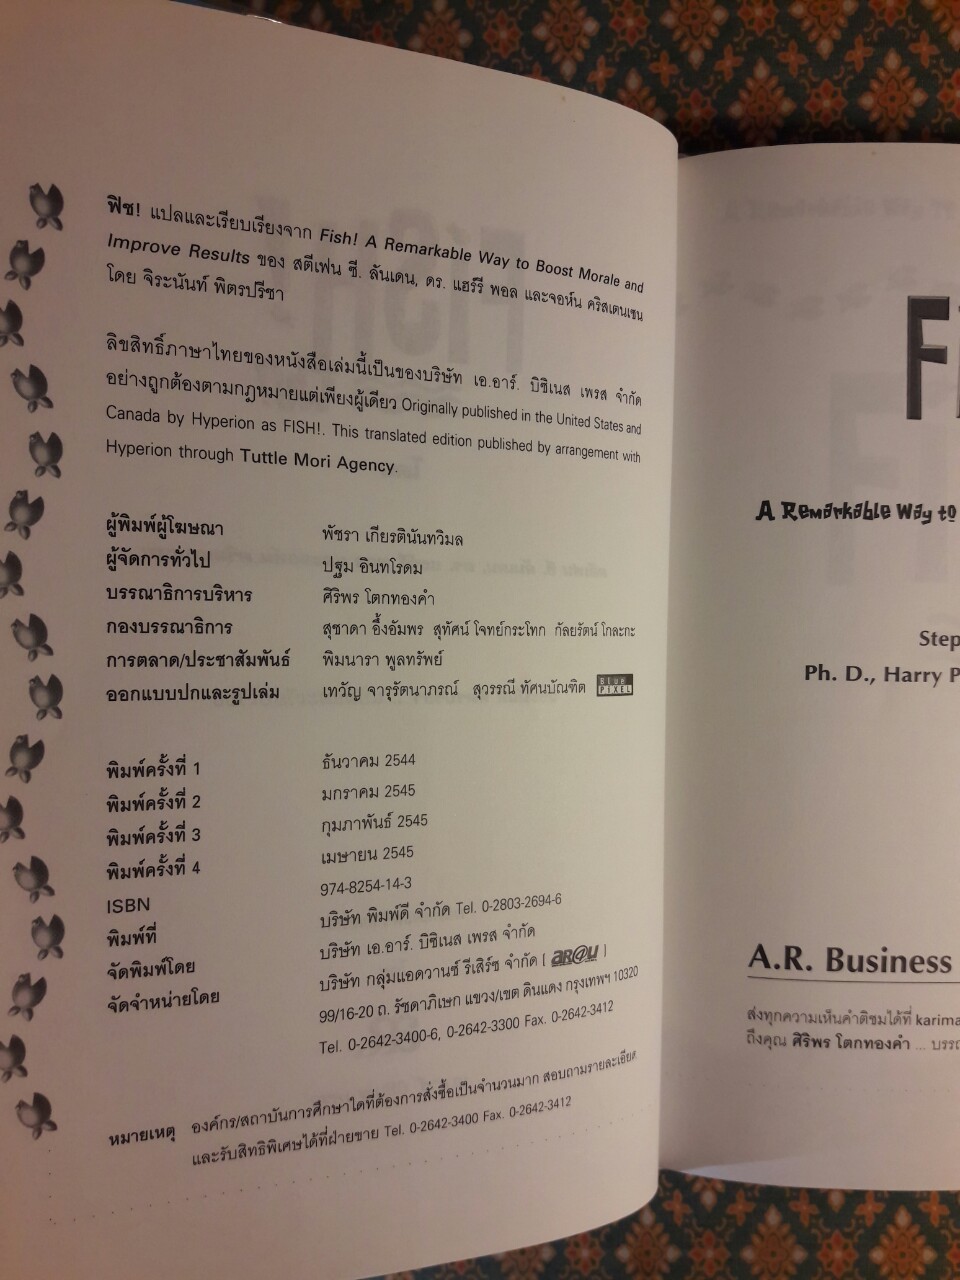 ฟิช! แปลและเรียบเรียงจาก Fish! A Remarkable Way to Boost Morale and
Improve Results ของ สตีเฟน ซี. ลันเดน, ดร. แฮร์รี พอล และจอห์น คริสเตนเซน
โดย จิระนันท์ พิตรปรีชา
ลิขสิทธิ์ภาษาไทยของหนังสือเล่มนี้เป็นของบริษัท เอ.อาร์. บิซิเนส เพรส จำกัด
อย่างถูกต้องตามกฎหมายแต่เพียงผู้เดียว Originally published in the United States and
Canada by Hyperion as FISH!. This translated edition published by arrangement with
Hyperion through Tuttle Mori Agency.
ผู้พิมพ์ผู้โฆษณา พัชรา เกียรตินันทวิมล
ผู้จัดการทั่วไป ปฐม อินทโรดม
บรรณาธิการบริหาร ศิริพร โตกทองคำ
กองบรรณาธิการ สุชาดา อึ้งอัมพร สุทัศน์ โจทย์กระโทก กัลยรัตน์ โกละกะ
การตลาด/ประชาสัมพันธ์ พิมนารา พูลทรัพย์
ออกแบบปกและรูปเล่ม เทวัญ จารุรัตนาภรณ์ สุวรรณี ทัศนบัณฑิต Blue PIXEL
พิมพ์ครั้งที่ 1 ธันวาคม 2544
พิมพ์ครั้งที่ 2 มกราคม 2545
พิมพ์ครั้งที่ 3 กุมภาพันธ์ 2545
พิมพ์ครั้งที่ 4 เมษายน 2545
ISBN 974-8254-14-3
พิมพ์ที่ บริษัท พิมพ์ดี จำกัด Tel. 0-2803-2694-6
จัดพิมพ์โดย บริษัท เอ.อาร์. บิซิเนส เพรส จำกัด
จัดจำหน่ายโดย บริษัท กลุ่มแอดวานซ์ รีเสิร์ซ จำกัด [ ]
99/16-20 ถ. รัชดาภิเษก แขวง/เขต ดินแดง กรุงเทพฯ 10320
Tel. 0-2642-3400-6, 0-2642-3300 Fax. 0-2642-3412
หมายเหตุ องค์กร/สถาบันการศึกษาใดที่ต้องการสั่งซื้อเป็นจำนวนมาก สอบถามรายละเอียด
และรับสิทธิพิเศษได้ที่ฝ่ายขาย Tel. 0-2642-3400 Fax. 0-2642-3412
A Remarkable Way to
Step
Ph. D., Harry P
A.R. Business
ส่งทุกความเห็นคำติชมได้ที่ karima
ถึงคุณ ศิริพร โตกทองคำ ... บรรณ